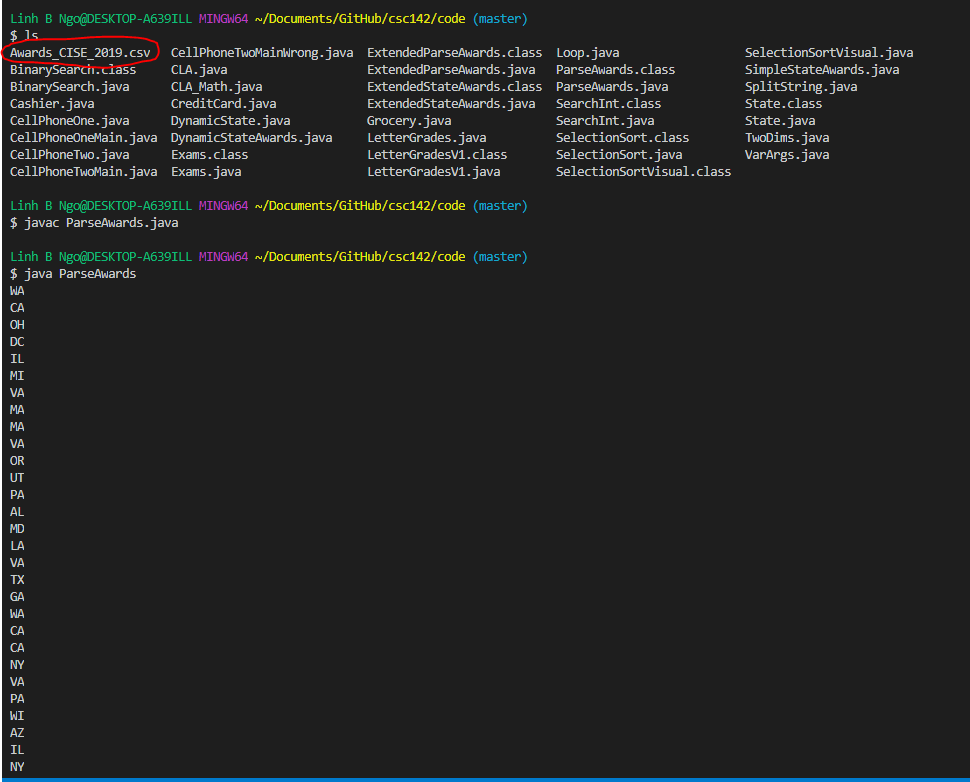 Linh B Ngo@DESKTOP-A639ILL MINGW64 ~/Documents/GitHub/csc142/code (master)
$ ls
Awards_CISE_2019.csv CellPhoneTwoMainWrong.java ExtendedParseAwards.class Loop.java SelectionSortVisual.java
BinarySearch.class CLA.java ExtendedParseAwards.java ParseAwards.class SimpleStateAwards.java
BinarySearch.java CLA_Math.java ExtendedStateAwards.class ParseAwards.java SplitString.java
Cashier.java CreditCard.java ExtendedStateAwards.java SearchInt.class State.class
CellPhoneOne.java DynamicState.java Grocery.java SearchInt.java State.java
CellPhoneOneMain.java DynamicStateAwards.java LetterGrades.java SelectionSort.class TwoDims.java
CellPhoneTwo.java Exams.class LetterGradesV1.class SelectionSort.java VarArgs.java
CellPhoneTwoMain.java Exams.java LetterGradesV1.java SelectionSortVisual.class
Linh B Ngo@DESKTOP-A639ILL MINGW64 ~/Documents/GitHub/csc142/code (master)
$ javac ParseAwards.java
Linh B Ngo@DESKTOP-A639ILL MINGW64 ~/Documents/GitHub/csc142/code (master)
$ java ParseAwards
WA
CA
OH
DC
IL
MI
VA
MA
MA
VA
OR
UT
PA
AL
MD
LA
VA
TX
GA
WA
CA
CA
NY
VA
PA
WI
AZ
IL
NY